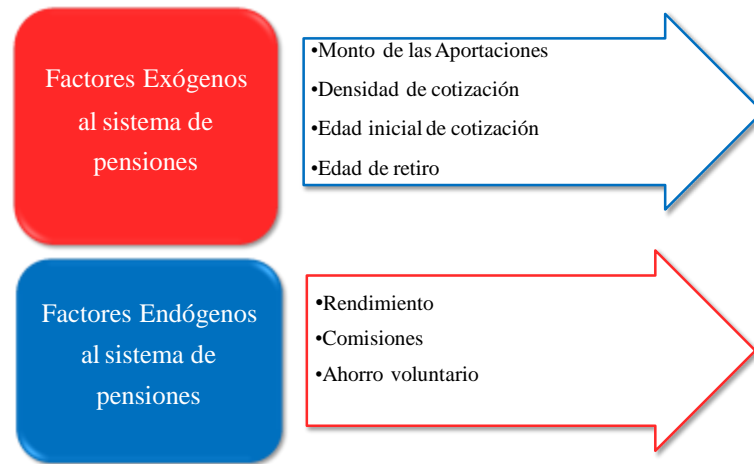 Factores Exógenos
al sistema de
pensiones
•Monto de las Aportaciones
•Densidad de cotización
•Edad inicial de cotización
•Edad de retiro
Factores Endógenos
al sistema de
pensiones
•Rendimiento
•Comisiones
•Ahorro voluntario